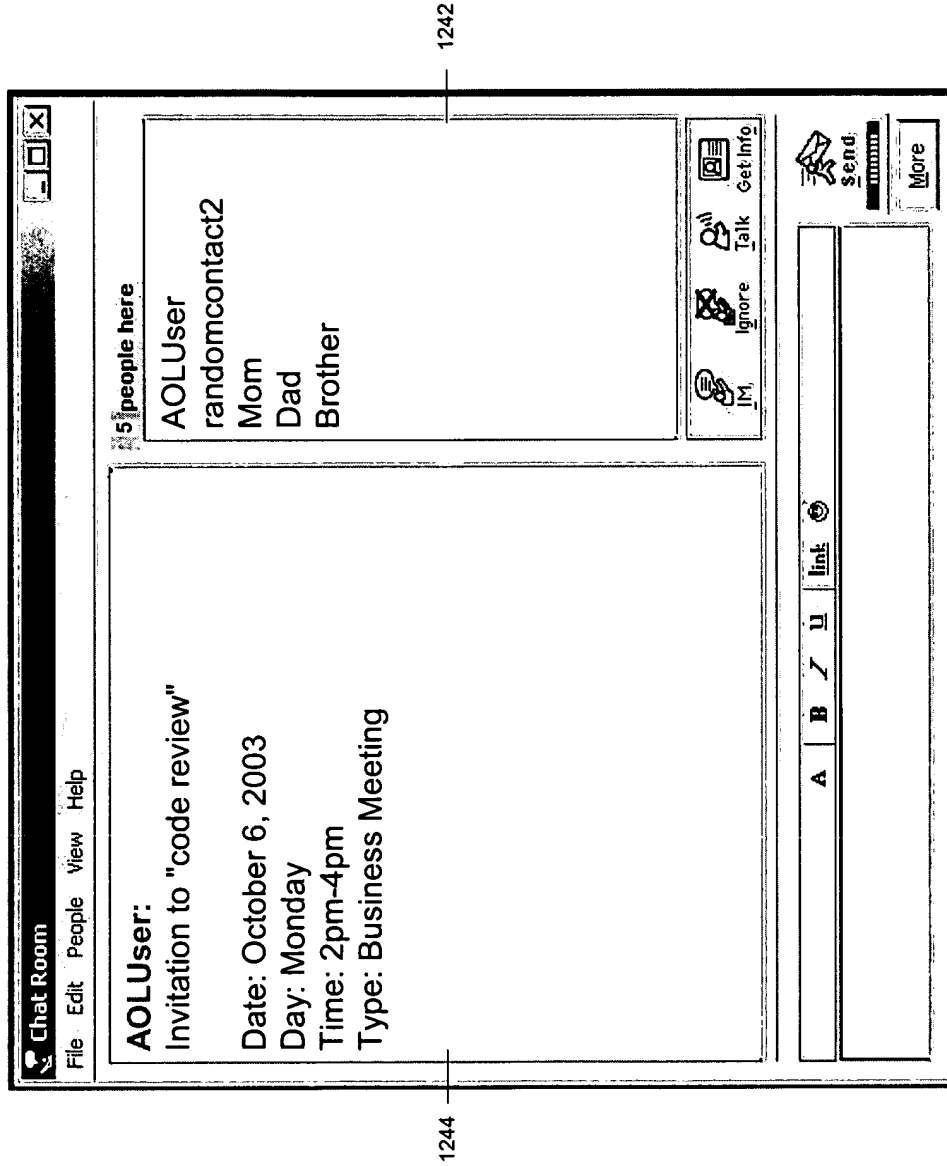 Chat Room
File Edit People View Help
AOLUser:
Invitation to "code review"
Date: October 6, 2003
Day: Monday
Time: 2pm-4pm
Type: Business Meeting
5 people here
AOLUser
randomcontact2
Mom
Dad
Brother
IM Ignore Talk Get Info
A B I U link
Send
More
1244
1242